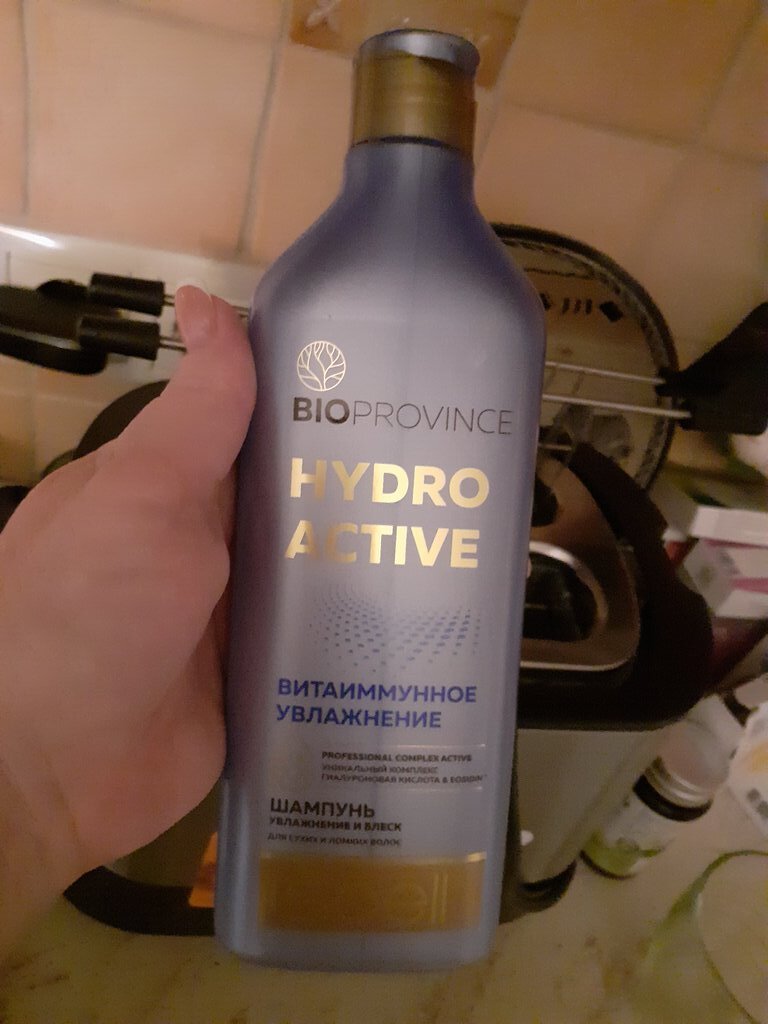 BIOPROVINCE
HYDRO
ACTIVE
ВИТАИММУННОЕ
УВЛАЖНЕНИЕ
PROFESSIONAL COMPLEX ACTIVE
УНИКАЛЬНЫЙ КОМПЛЕКС
ГИАЛУРОНОВАЯ КИСЛОТА &
ШАМПУНЬ
УВЛАЖНЕНИЕ И БЛЕСК
ДЛЯ СУХИХ И ЛОМКИХ ВОЛОС